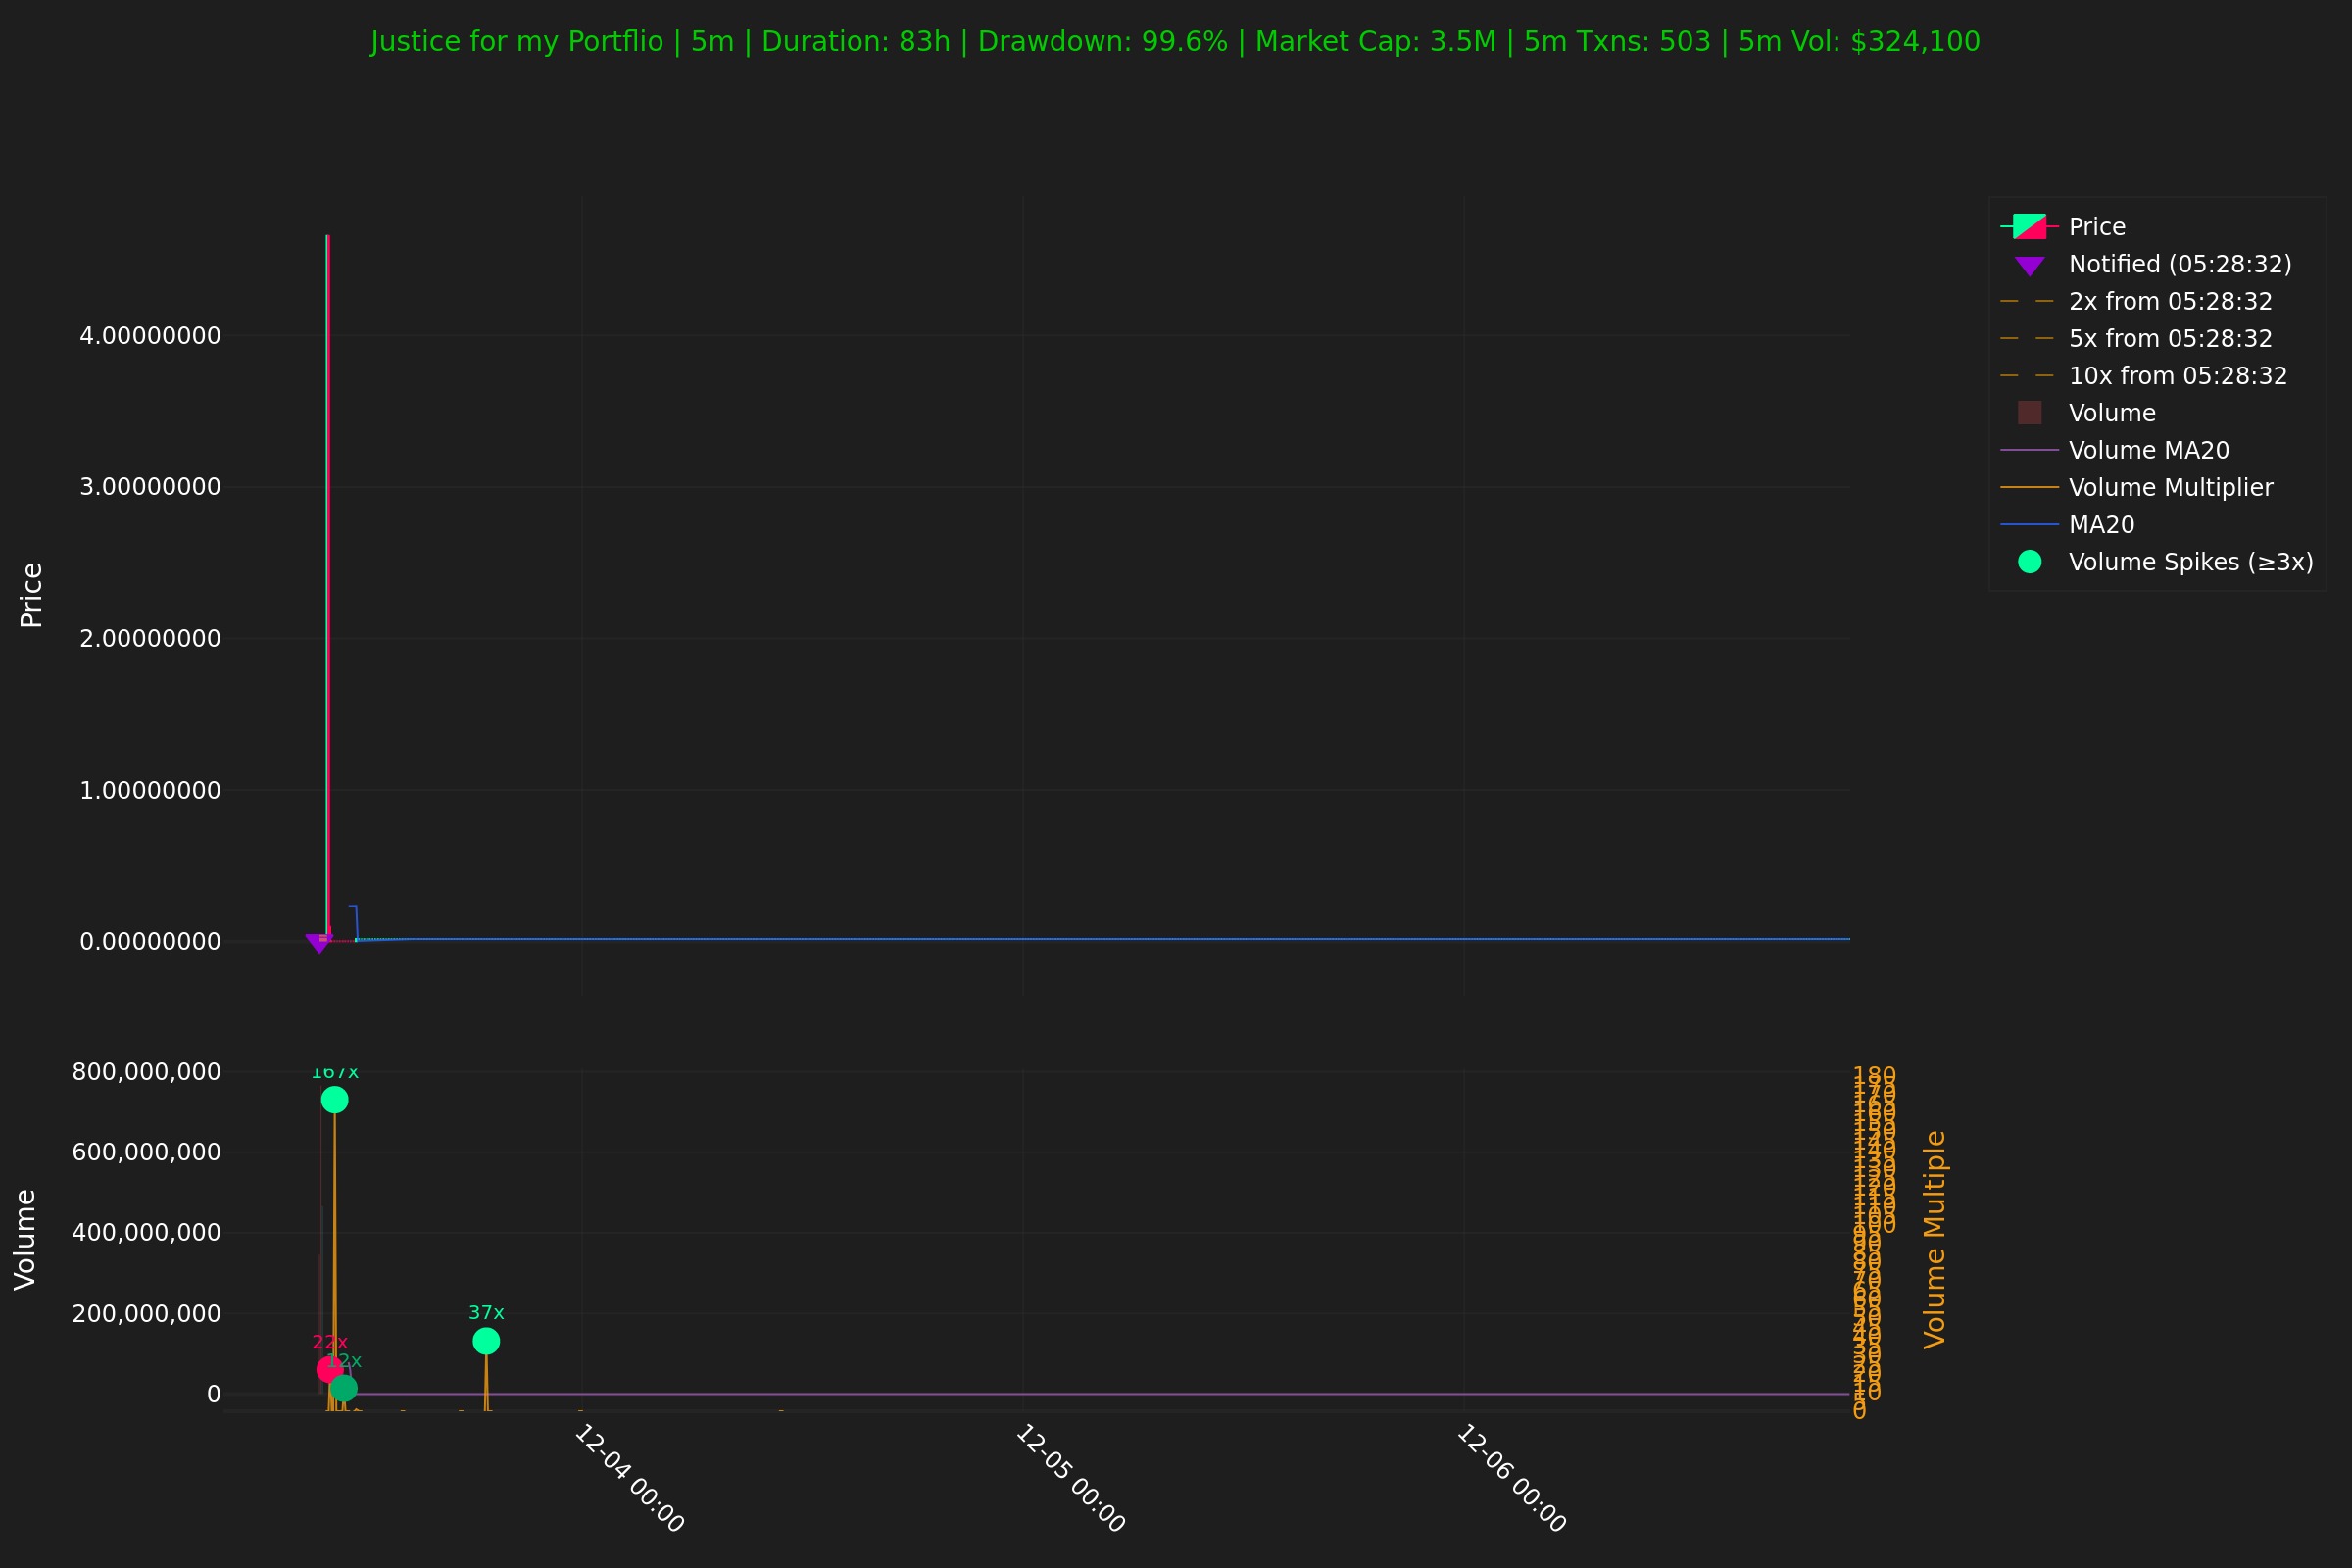 Justice for my Portflio | 5m | Duration: 83h | Drawdown: 99.6% | Market Cap: 3.5M | 5m Txns: 503 | 5m Vol: $324,100
Price
4.00000000
3.00000000
2.00000000
1.00000000
0.00000000
Price
Notified (05:28:32)
2x from 05:28:32
5x from 05:28:32
10x from 05:28:32
Volume
Volume MA20
Volume Multiplier
MA20
Volume Spikes (≥3x)
Volume
800,000,000
600,000,000
400,000,000
200,000,000
0
167x
22x
12x
37x
180
0
Volume Multiple
12-04 00:00
12-05 00:00
12-06 00:00